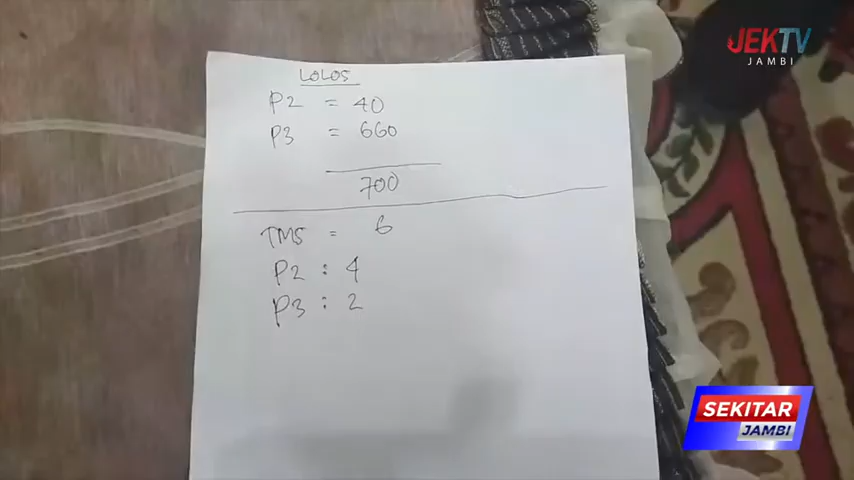 JEKTV
JAMBI
LOLOS
P2 = 40
P3 = 660
700
TMS = 6
P2 : 4
P3 : 2
SEKITAR
JAMBI